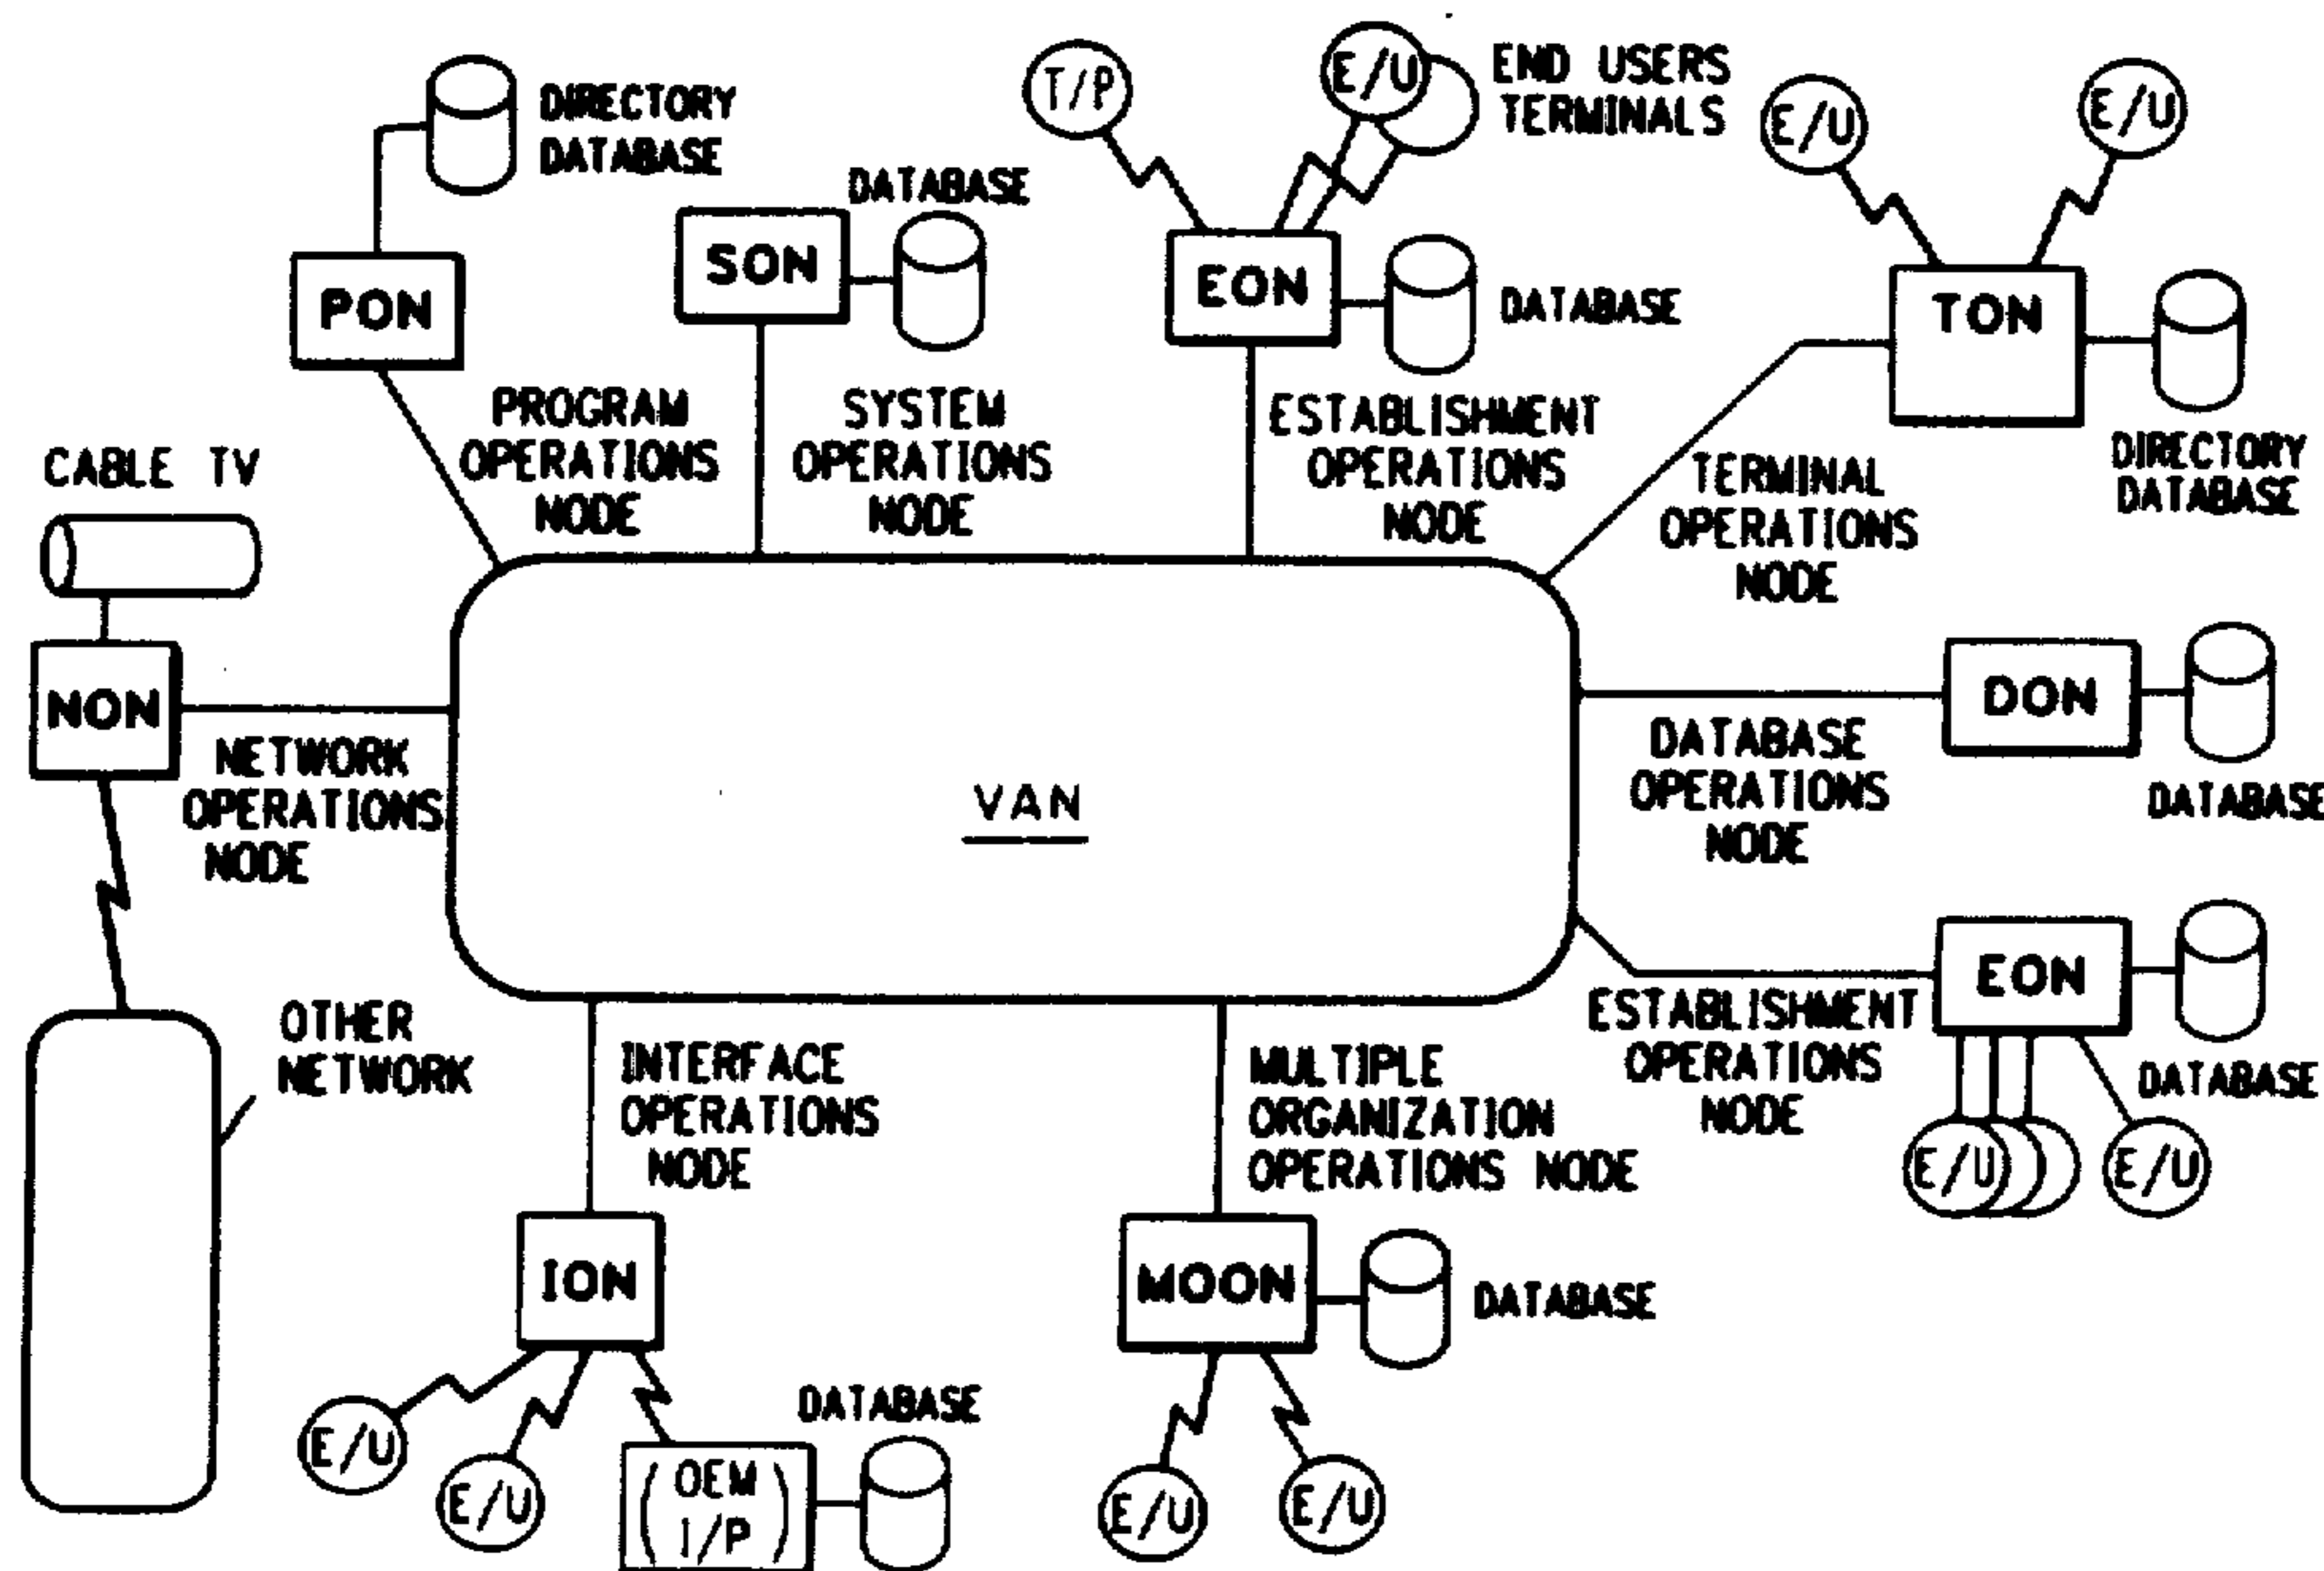 T/P
E/U
END USERS
TERMINALS
E/U
E/U
DIRECTORY
DATABASE
DATABASE
PON
SON
EON
DATABASE
TON
PROGRAM
OPERATIONS
NODE
SYSTEM
OPERATIONS
NODE
ESTABLISHMENT
OPERATIONS
NODE
TERMINAL
OPERATIONS
NODE
DIRECTORY
DATABASE
CABLE TV
NON
NETWORK
OPERATIONS
NODE
VAN
DON
DATABASE
OPERATIONS
NODE
DATABASE
EON
ESTABLISHMENT
OPERATIONS
NODE
DATABASE
E/U
E/U
OTHER
NETWORK
INTERFACE
OPERATIONS
NODE
MULTIPLE
ORGANIZATION
OPERATIONS NODE
ION
MOON
DATABASE
E/U
E/U
DATABASE
(OEM
I/P)
E/U
E/U